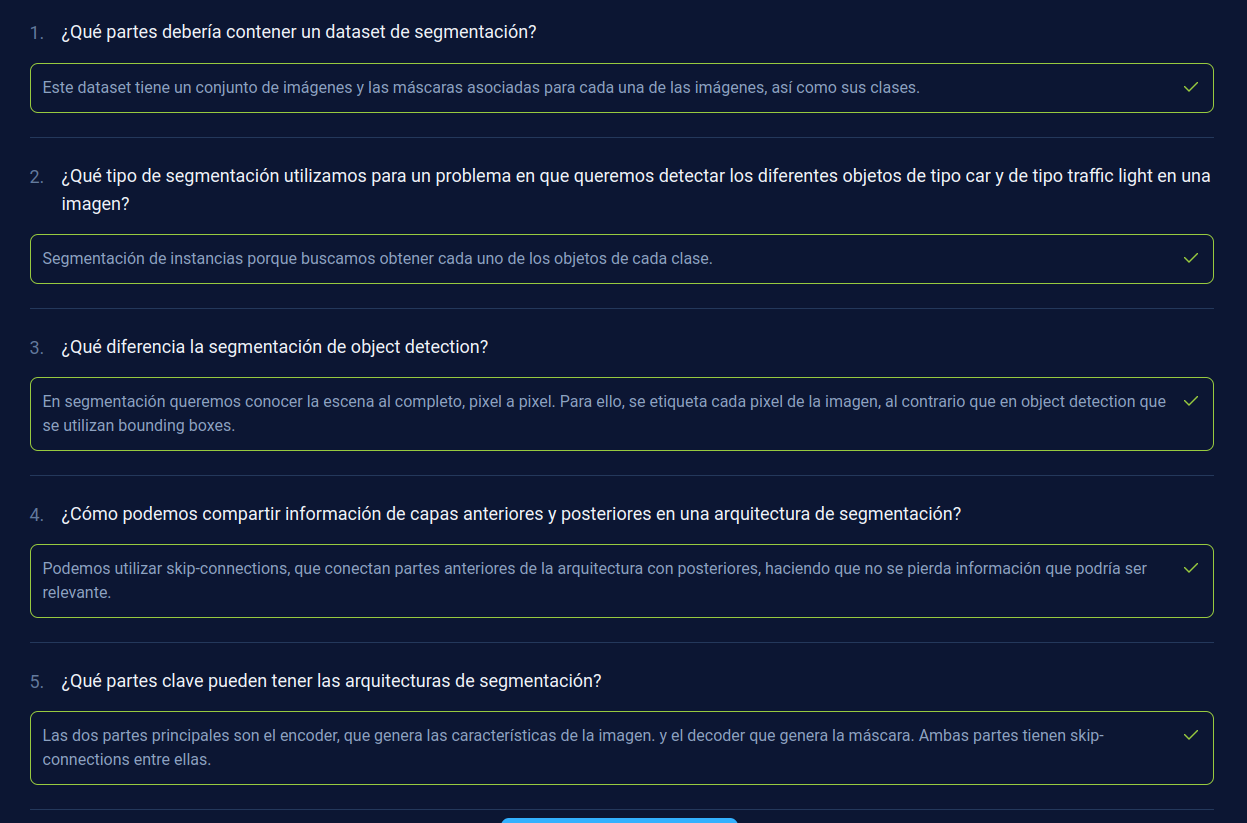 1. ¿Qué partes debería contener un dataset de segmentación?
Este dataset tiene un conjunto de imágenes y las máscaras asociadas para cada una de las imágenes, así como sus clases.
2. ¿Qué tipo de segmentación utilizamos para un problema en que queremos detectar los diferentes objetos de tipo car y de tipo traffic light en una
imagen?
Segmentación de instancias porque buscamos obtener cada uno de los objetos de cada clase.
3. ¿Qué diferencia la segmentación de object detection?
En segmentación queremos conocer la escena al completo, pixel a pixel. Para ello, se etiqueta cada pixel de la imagen, al contrario que en object detection que
se utilizan bounding boxes.
4. ¿Cómo podemos compartir información de capas anteriores y posteriores en una arquitectura de segmentación?
Podemos utilizar skip-connections, que conectan partes anteriores de la arquitectura con posteriores, haciendo que no se pierda información que podría ser
relevante.
5. ¿Qué partes clave pueden tener las arquitecturas de segmentación?
Las dos partes principales son el encoder, que genera las características de la imagen. y el decoder que genera la máscara. Ambas partes tienen skip-
connections entre ellas.